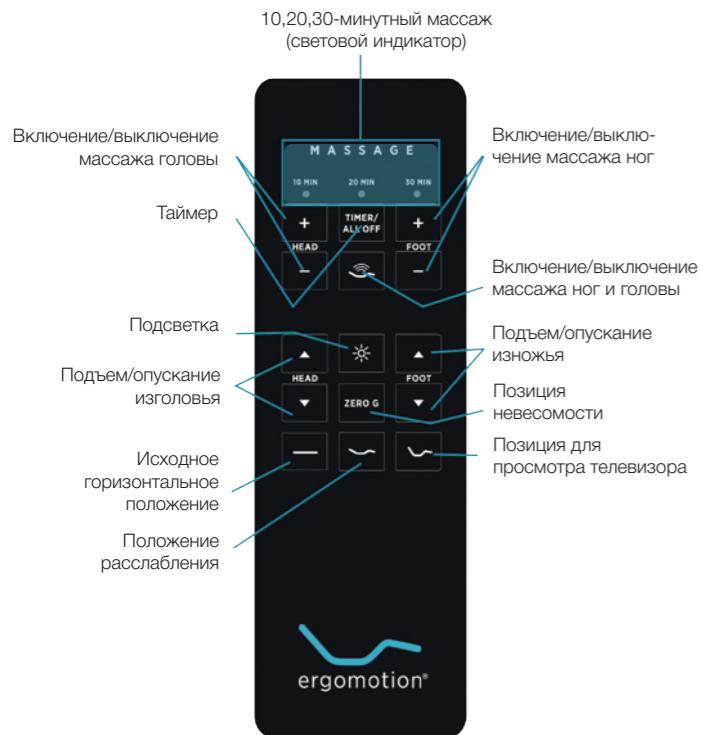 10,20,30-минутный массаж
(световой индикатор)
Включение/выключение
массажа головы
Включение/выклю-
чение массажа ног
MASSAGE
10 MIN 20 MIN 30 MIN
Таймер
+ TIMER/ +
ALL OFF
HEAD FOOT
− −
Включение/выключение
массажа ног и головы
Подсветка
Подъем/опускание
изножья
Подъем/опускание
изголовья
HEAD FOOT
ZERO G
Позиция
невесомости
Исходное
горизонтальное
положение
Позиция для
просмотра телевизора
Положение
расслабления
ergomotion®